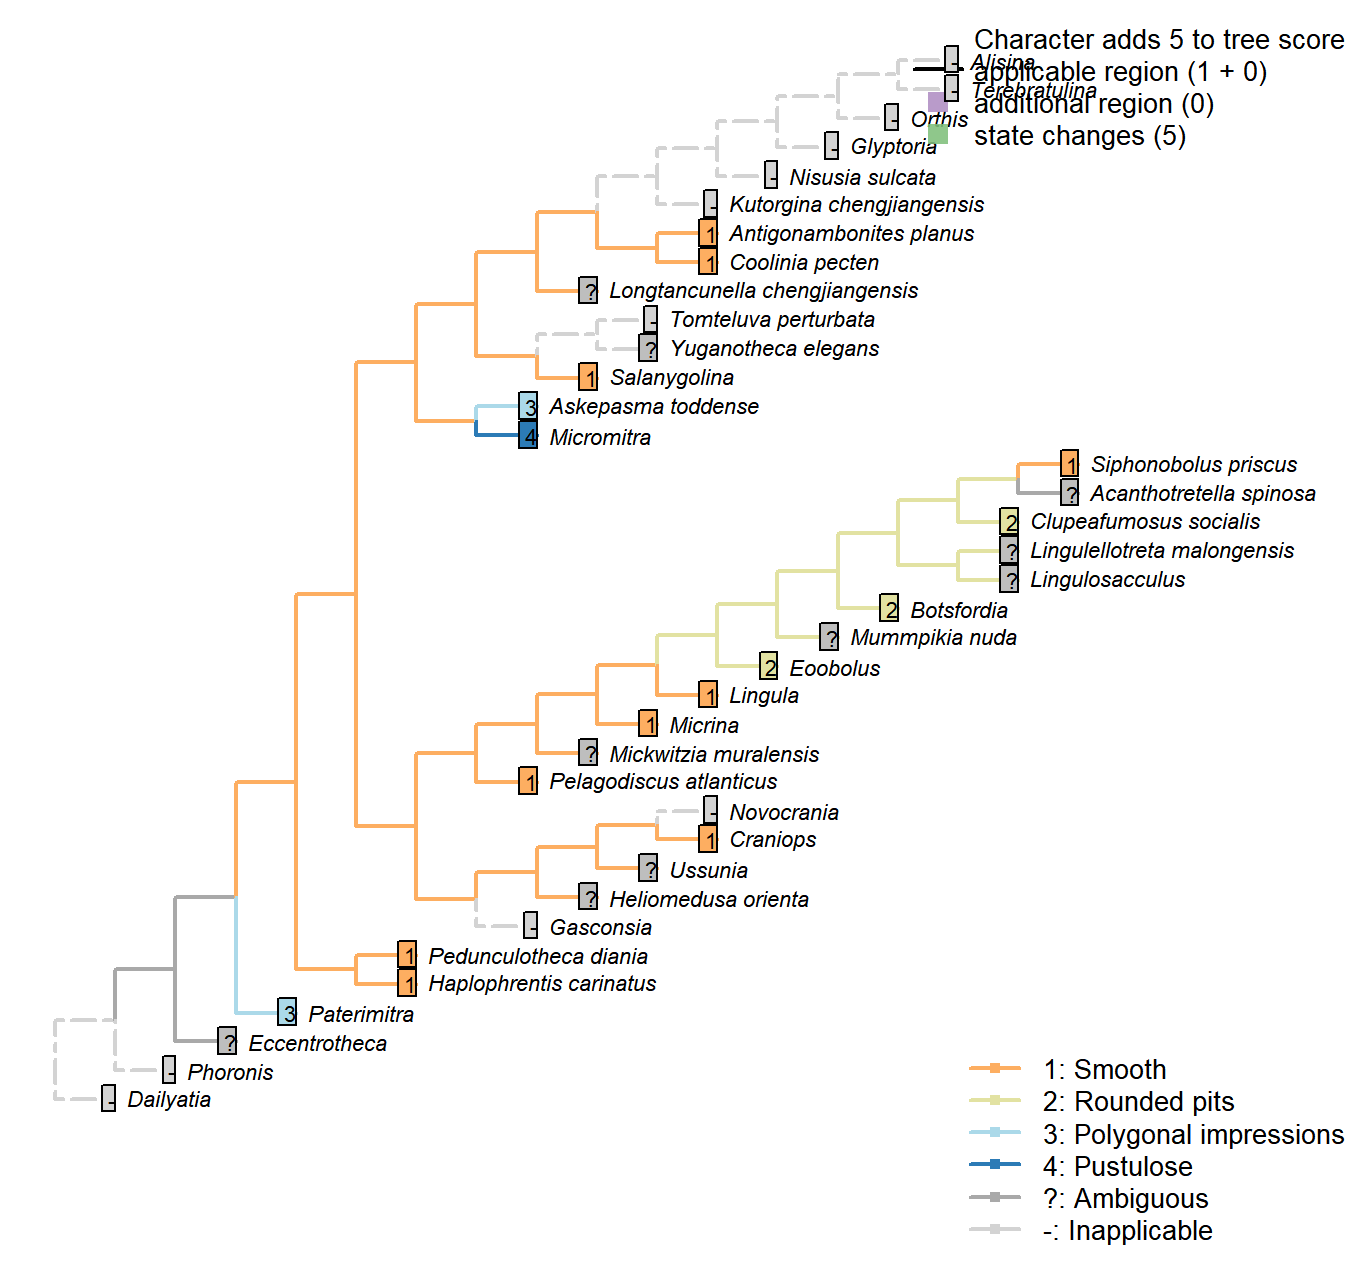 Character adds 5 to tree score
- Alisina
applicable region (1 + 0)
- Terebratulina
additional region (0)
- Orthis
state changes (5)
- Glyptoria
- Nisusia sulcata
- Kutorgina chengjiangensis
1 Antigonambonites planus
1 Coolinia pecten
? Longtancunella chengjiangensis
- Tomteluva perturbata
? Yuganotheca elegans
1 Salanygolina
3 Askepasma toddense
4 Micromitra
1 Siphonobolus priscus
? Acanthotretella spinosa
2 Clupeafumosus socialis
? Lingulellotreta malongensis
? Lingulosacculus
2 Botsfordia
? Mummpikia nuda
2 Eoobolus
1 Lingula
1 Micrina
? Mickwitzia muralensis
1 Pelagodiscus atlanticus
- Novocrania
1 Craniops
? Ussunia
? Heliomedusa orienta
- Gasconsia
1 Pedunculotheca diania
1 Haplophrentis carinatus
3 Paterimitra
? Eccentrotheca
- Phoronis
- Dailyatia
1: Smooth
2: Rounded pits
3: Polygonal impressions
4: Pustulose
?: Ambiguous
-: Inapplicable